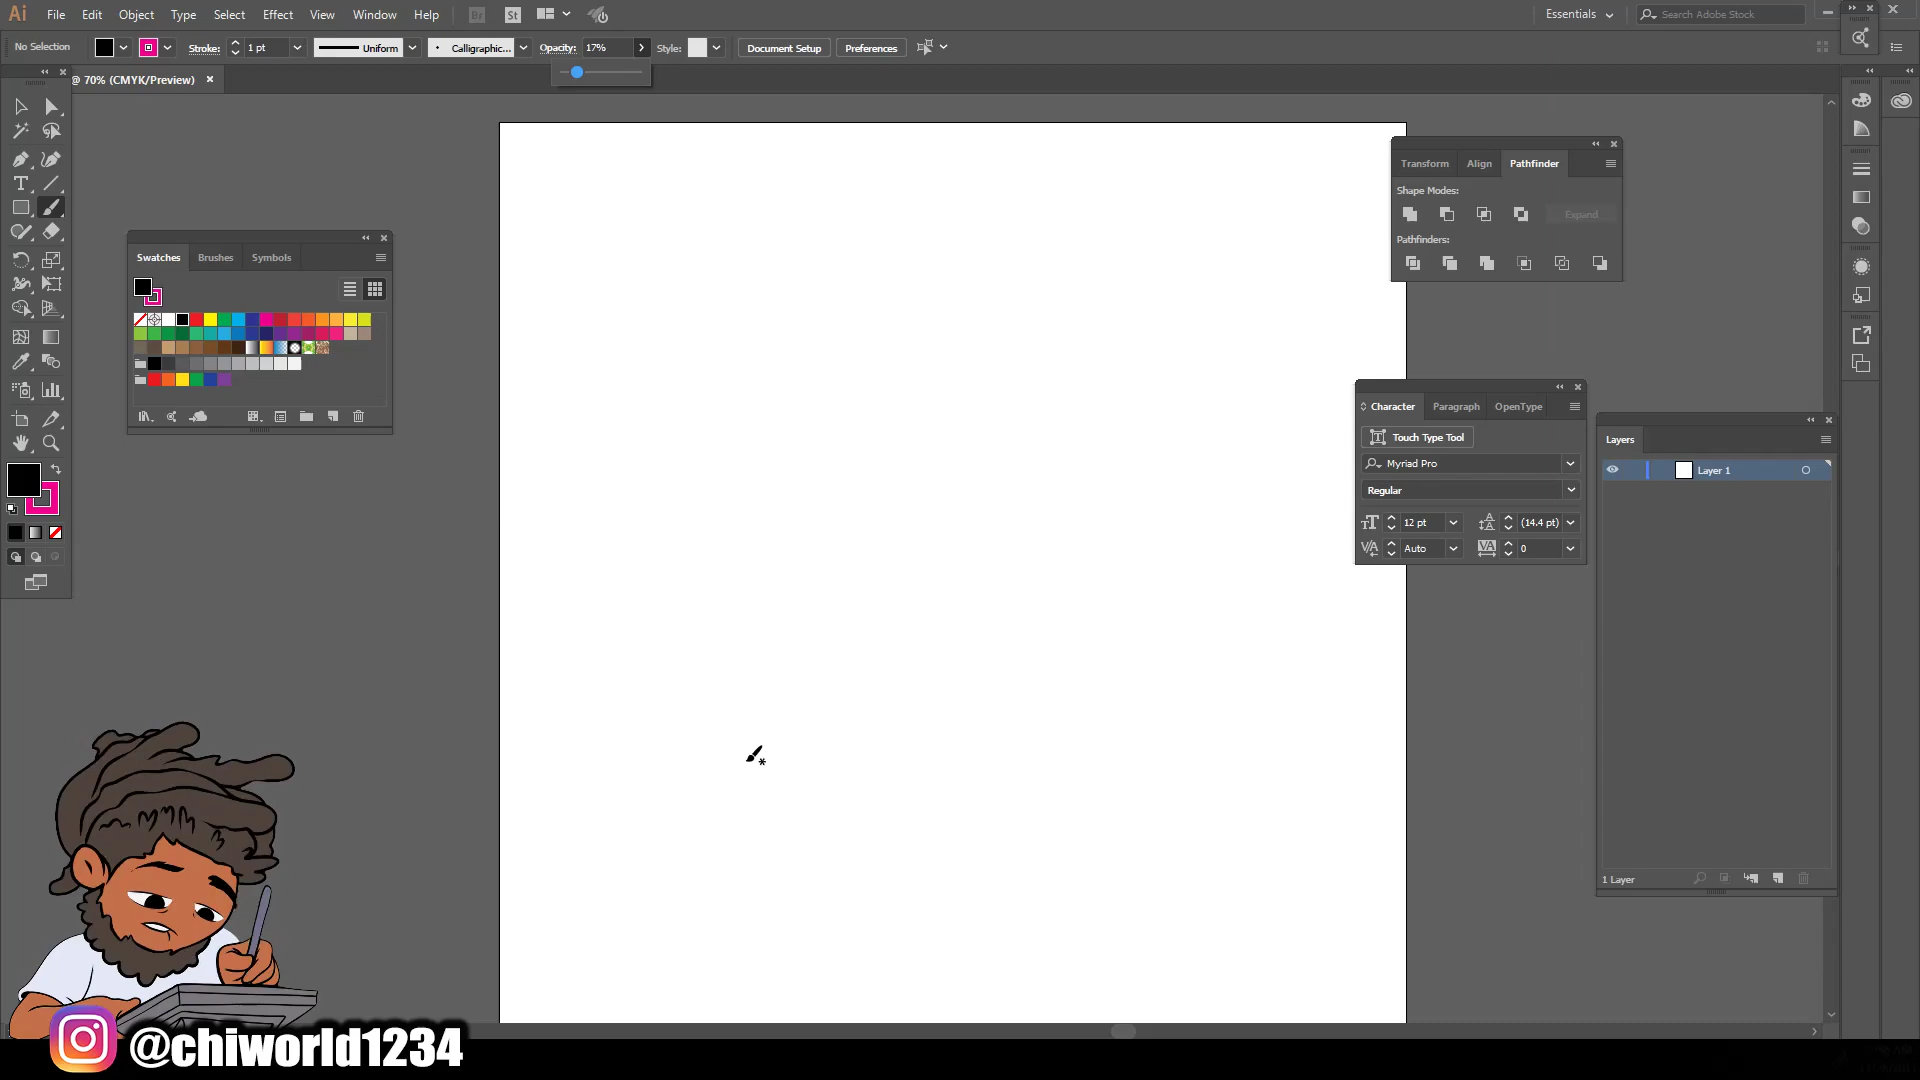 Ai File Edit Object Type Select Effect View Window Help Br St Essentials Search Adobe Stock
No Selection Stroke: 1 pt Uniform Calligraphic... Opacity: 17% Style: Document Setup Preferences
@ 70% (CMYK/Preview)
Transform Align Pathfinder
Shape Modes:
Expand
Pathfinders:
Swatches Brushes Symbols
Character Paragraph OpenType
Touch Type Tool
Myriad Pro
Regular
12 pt (14.4 pt)
Auto 0
Layers
Layer 1
1 Layer
@chiworld1234